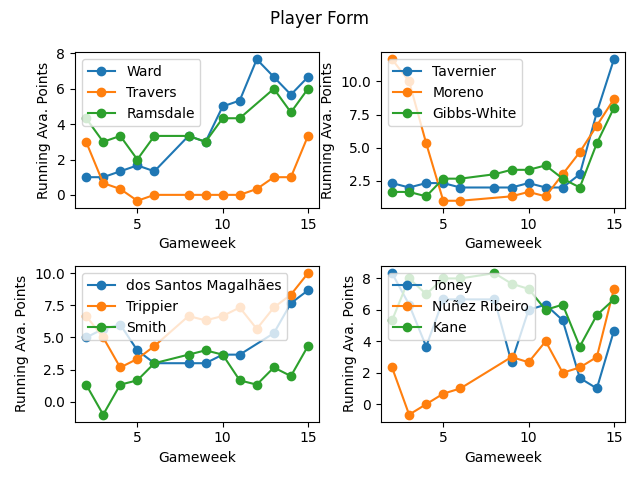 Player Form
8
6
4
2
0
Running Ava. Points
Ward
Travers
Ramsdale
5
10
15
Gameweek
10.0
7.5
5.0
2.5
Running Ava. Points
Tavernier
Moreno
Gibbs-White
5
10
15
Gameweek
10.0
7.5
5.0
2.5
0.0
Running Ava. Points
dos Santos Magalhães
Trippier
Smith
5
10
15
Gameweek
8
6
4
2
0
Running Ava. Points
Toney
Núñez Ribeiro
Kane
5
10
15
Gameweek